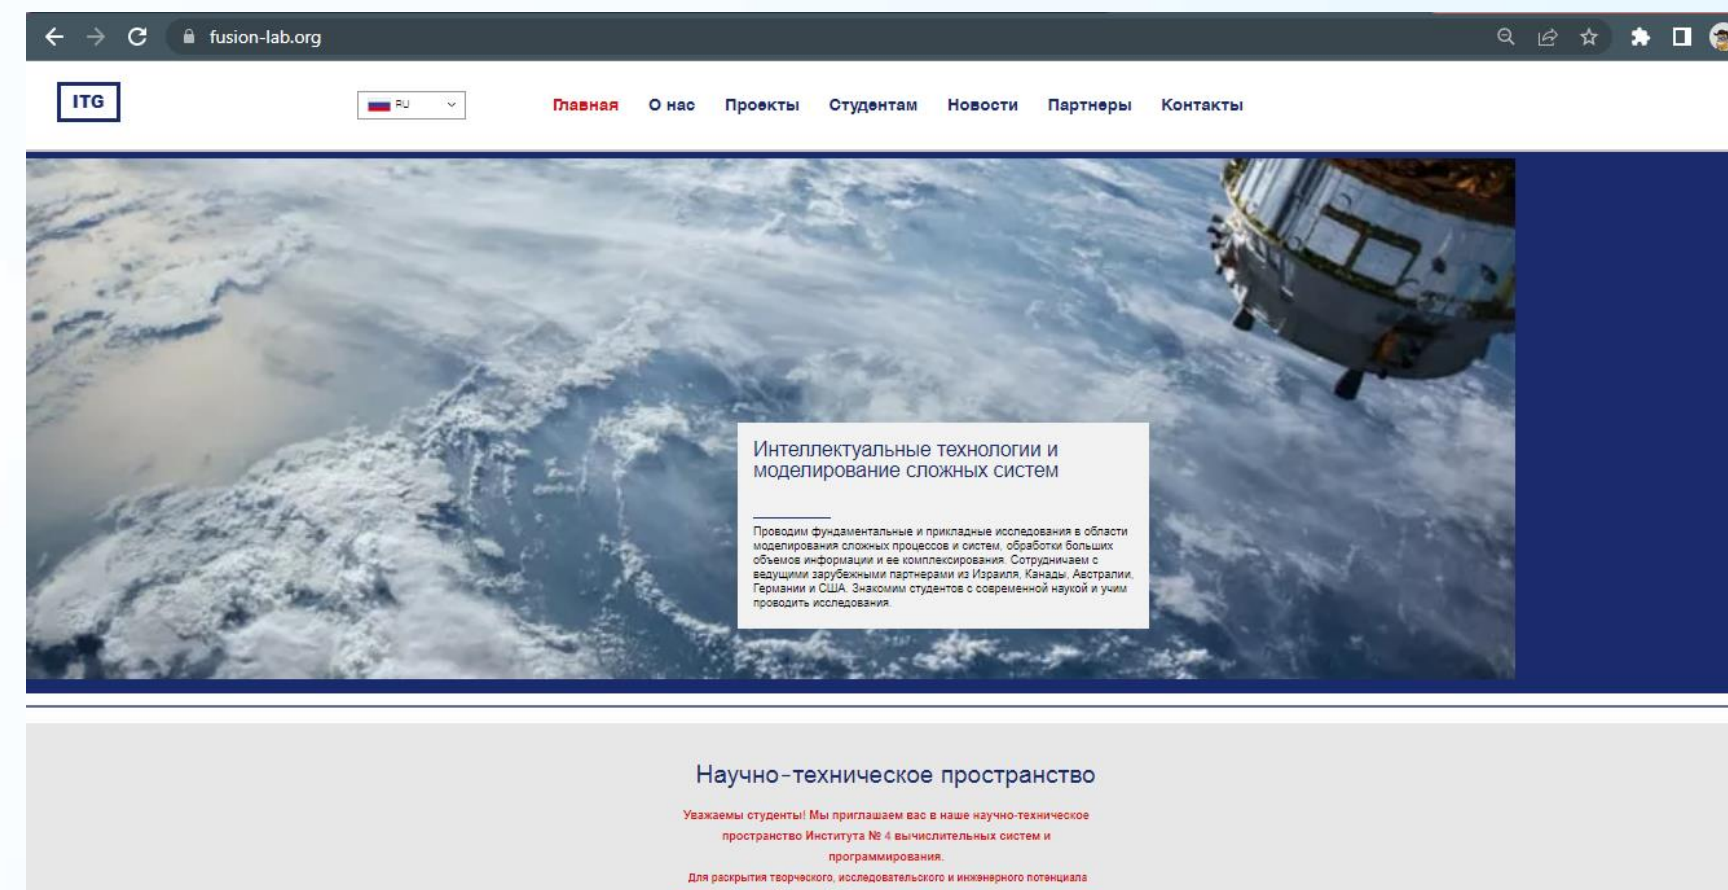 fusion-lab.org
ITG
RU
Главная О нас Проекты Студентам Новости Партнеры Контакты
Интеллектуальные технологии и
моделирование сложных систем
Проводим фундаментальные и прикладные исследования в области
моделирования сложных процессов и систем, обработки больших
объемов информации и ее комплексирования. Сотрудничаем с
ведущими зарубежными партнерами из Израиля, Канады, Австралии,
Германии и США. Знакомим студентов с современной наукой и учим
проводить исследования.
Научно-техническое пространство
Уважаемы студенты! Мы приглашаем вас в наше научно-техническое
пространство Института № 4 вычислительных систем и
программирования.
Для раскрытия творческого, исследовательского и инженерного потенциала